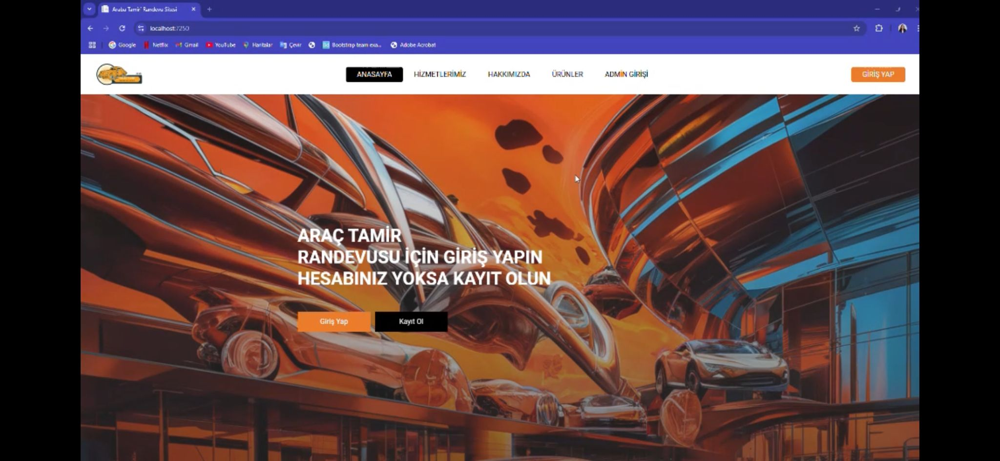 Araba Tamir Randevu Sitesi
localhost:7250
Google Netflix Gmail YouTube Haritalar Çevir Bootstrap team exa... Adobe Acrobat
ANASAYFA HİZMETLERİMİZ HAKKIMIZDA ÜRÜNLER ADMİN GİRİŞİ GİRİŞ YAP
ARAÇ TAMİR
RANDEVUSU İÇİN GİRİŞ YAPIN
HESABINIZ YOKSA KAYIT OLUN
Giriş Yap Kayıt Ol